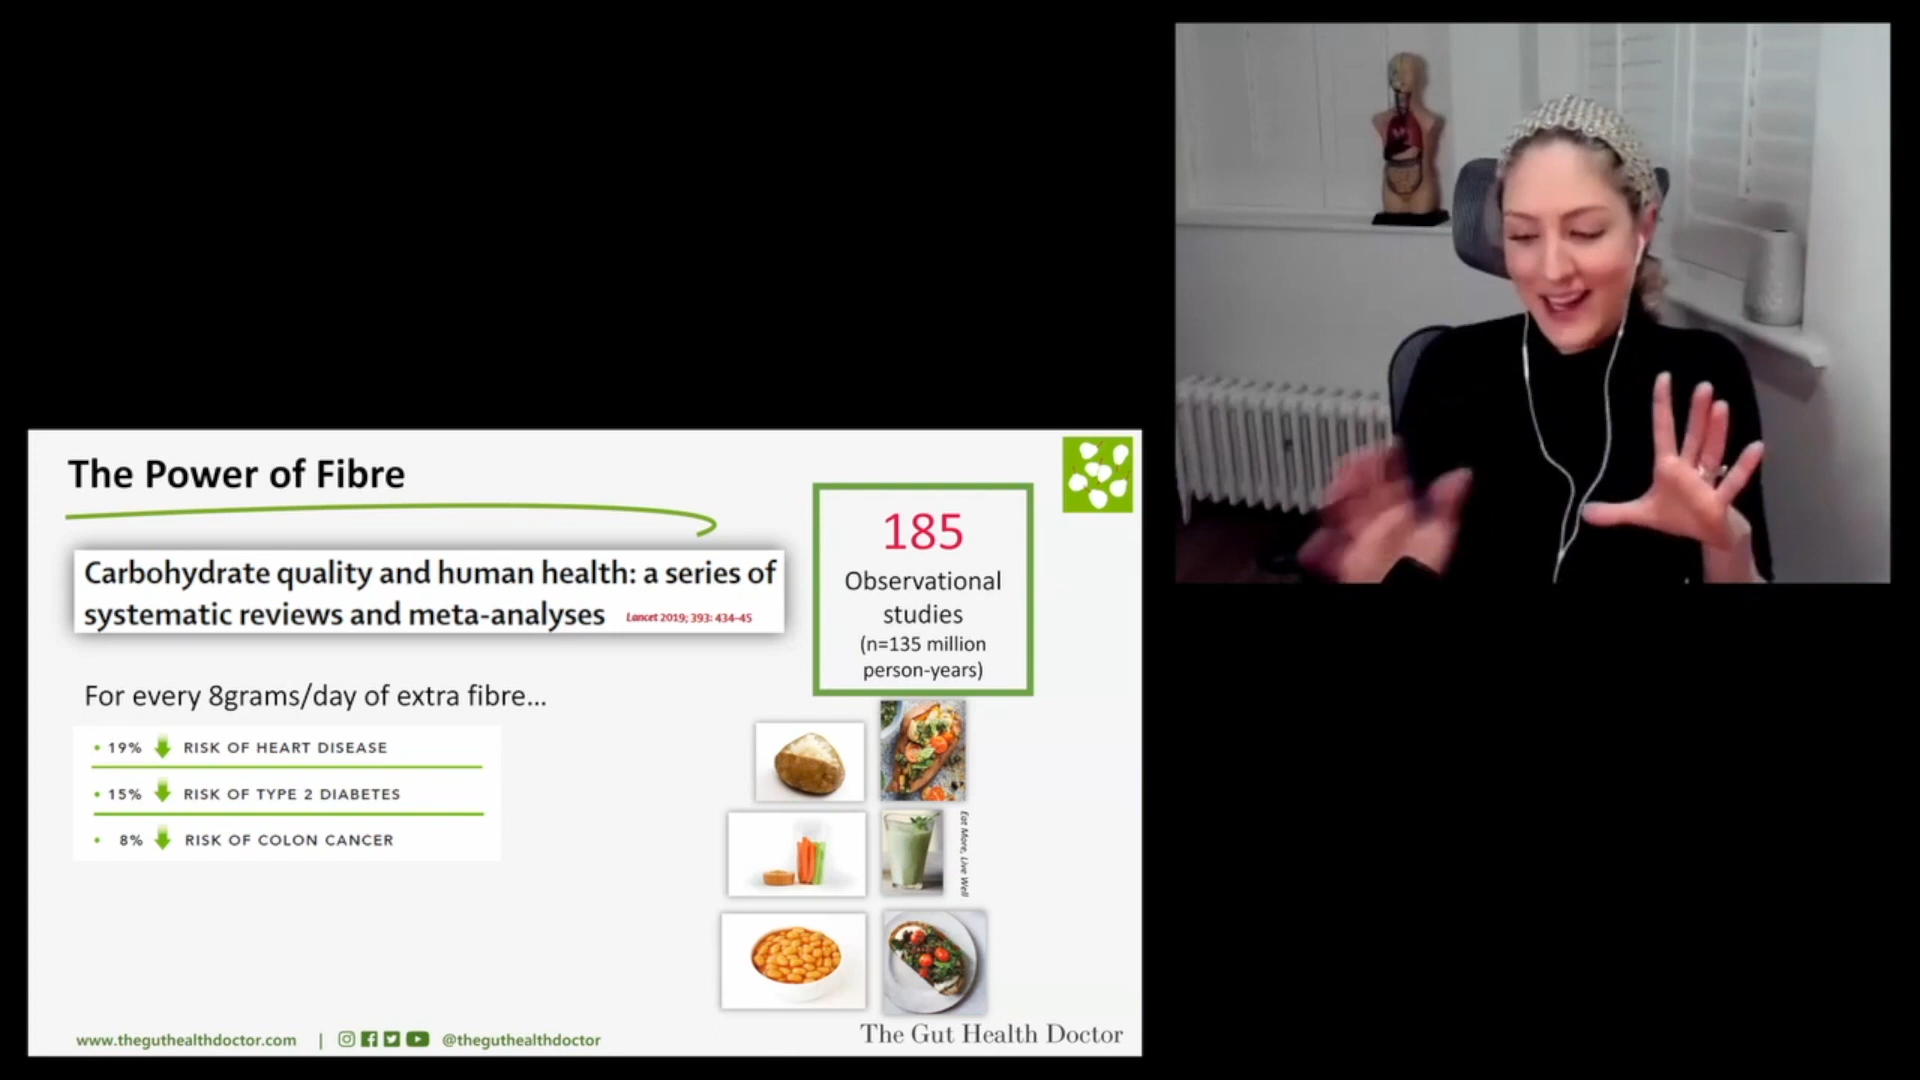 The Power of Fibre
Carbohydrate quality and human health: a series of
systematic reviews and meta-analyses Lancet 2019; 393: 434–45
185
Observational
studies
(n=135 million
person-years)
For every 8grams/day of extra fibre...
• 19% RISK OF HEART DISEASE
• 15% RISK OF TYPE 2 DIABETES
• 8% RISK OF COLON CANCER
Eat More, Live Well
www.theguthealthdoctor.com | @theguthealthdoctor
The Gut Health Doctor